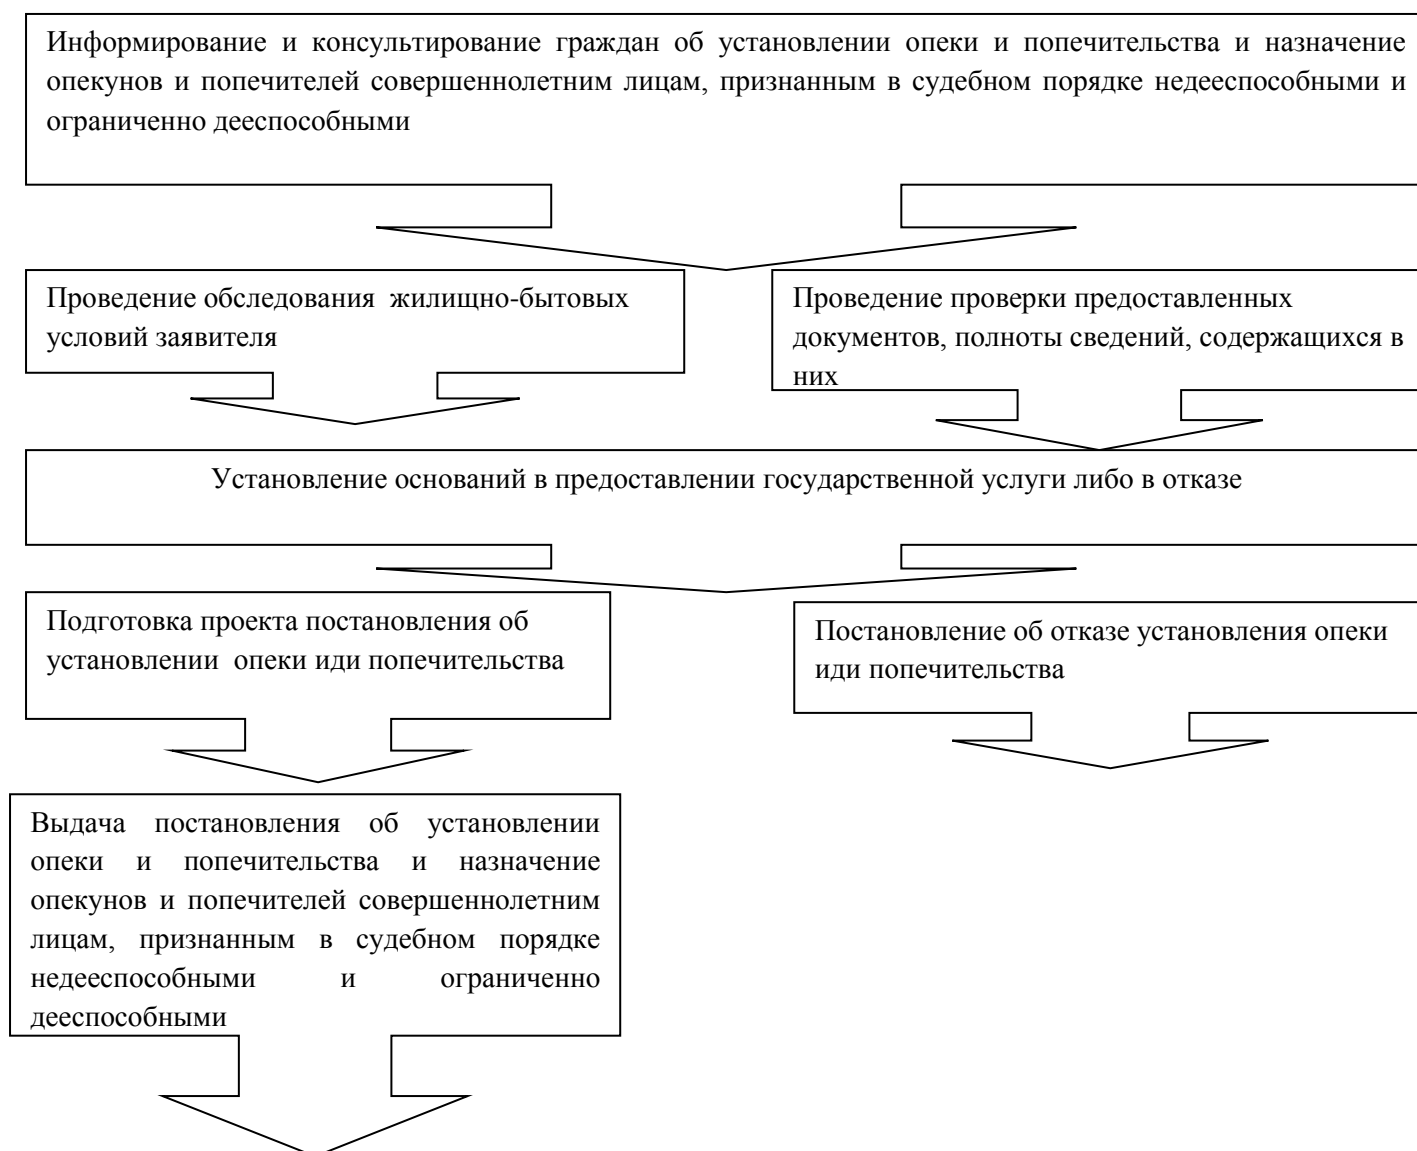 Информирование и консультирование граждан об установлении опеки и попечительства и назначение
опекунов и попечителей совершеннолетним лицам, признанным в судебном порядке недееспособными и
ограниченно дееспособными
Проведение обследования жилищно-бытовых
условий заявителя
Проведение проверки предоставленных
документов, полноты сведений, содержащихся в
них
Установление оснований в предоставлении государственной услуги либо в отказе
Подготовка проекта постановления об
установлении опеки иди попечительства
Постановление об отказе установления опеки
иди попечительства
Выдача постановления об установлении
опеки и попечительства и назначение
опекунов и попечителей совершеннолетним
лицам, признанным в судебном порядке
недееспособными и ограниченно
дееспособными